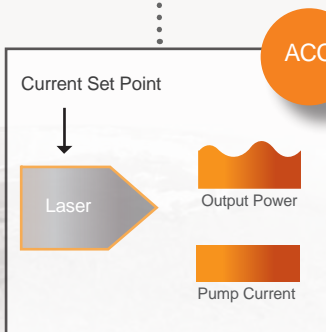 ACC
Current Set Point
Laser
Output Power
Pump Current